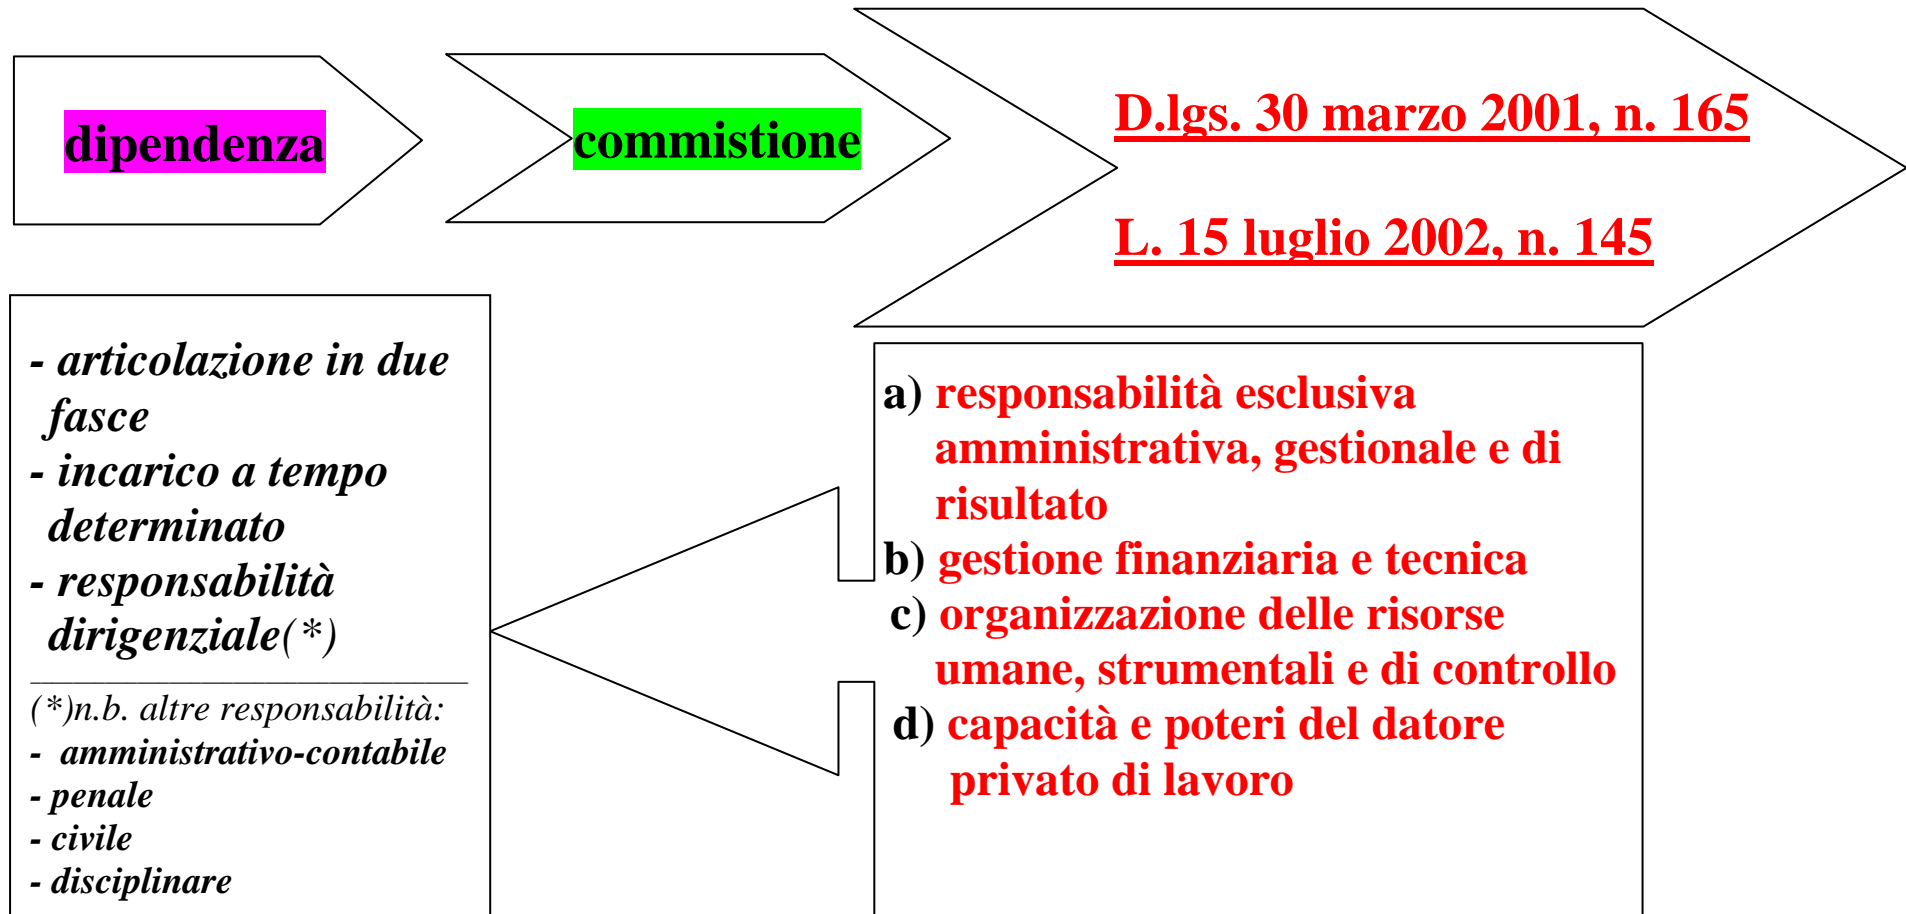 dipendenza
commistione
D.lgs. 30 marzo 2001, n. 165
L. 15 luglio 2002, n. 145
- articolazione in due
fasce
- incarico a tempo
determinato
- responsabilità
dirigenziale(*)
(*)n.b. altre responsabilità:
- amministrativo-contabile
- penale
- civile
- disciplinare
a) responsabilità esclusiva
amministrativa, gestionale e di
risultato
b) gestione finanziaria e tecnica
c) organizzazione delle risorse
umane, strumentali e di controllo
d) capacità e poteri del datore
privato di lavoro